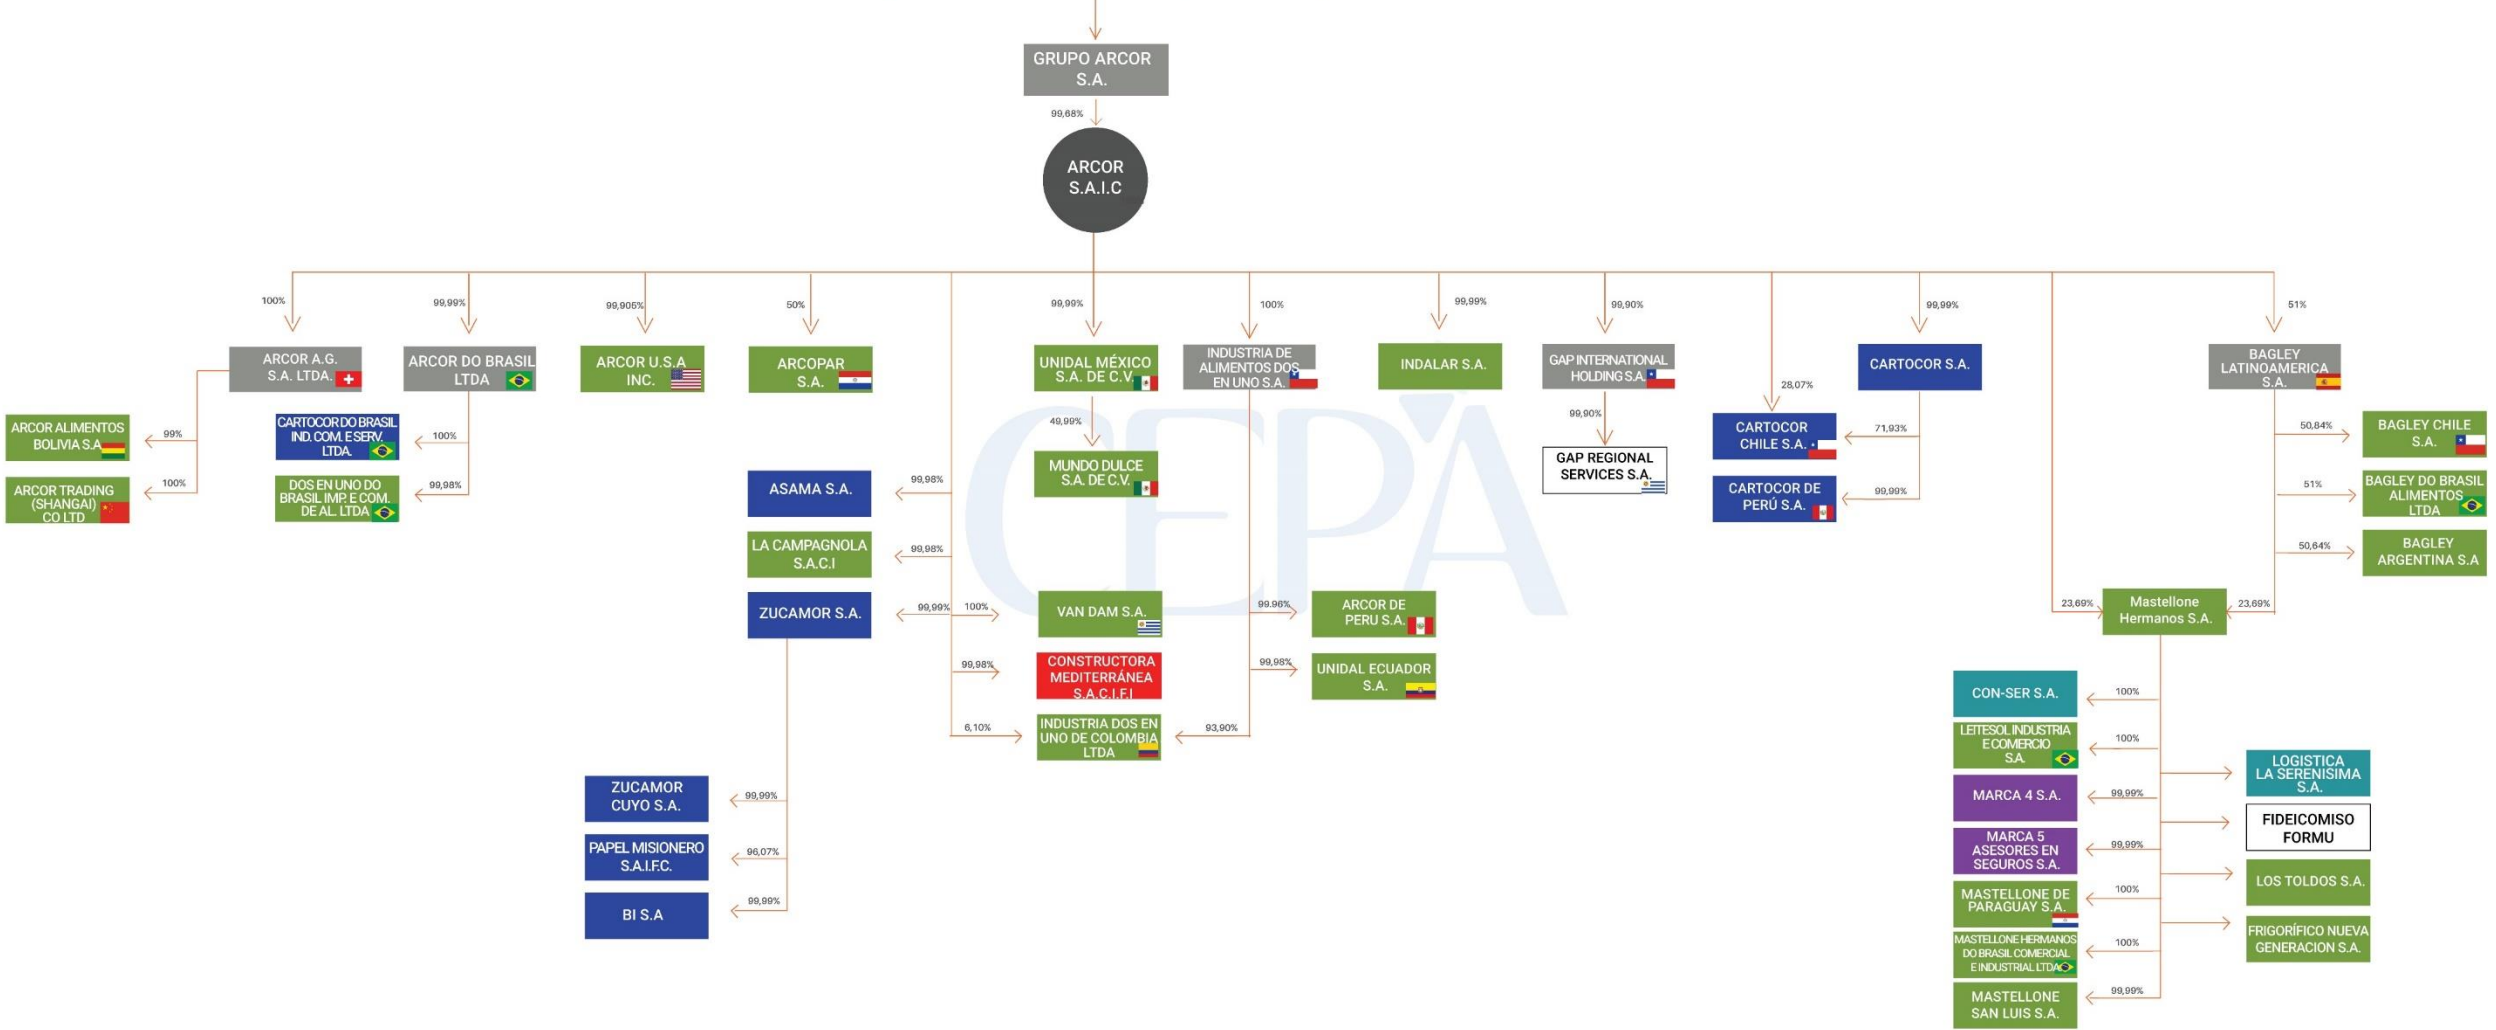 GRUPO ARCOR
S.A.
99,68%
ARCOR
S.A.I.C
100%
99,99%
99,905%
50%
99,99%
100%
99,99%
99,90%
28,07%
99,99%
51%
ARCOR A.G.
S.A. LTDA.
ARCOR DO BRASIL
LTDA
ARCOR U.S.A
INC.
ARCOPAR
S.A.
UNIDAL MÉXICO
S.A. DE C.V.
INDUSTRIA DE
ALIMENTOS DOS
EN UNO S.A.
INDALAR S.A.
GAP INTERNATIONAL
HOLDING S.A.
CARTOCOR S.A.
BAGLEY
LATINOAMERICA
S.A.
ARCOR ALIMENTOS
BOLIVIA S.A
99%
ARCOR TRADING
(SHANGAI)
CO LTD
100%
CARTOCOR DO BRASIL
IND. COM. E SERV.
LTDA.
100%
DOS EN UNO DO
BRASIL IMP. E COM.
DE AL. LTDA
99,98%
49,99%
MUNDO DULCE
S.A. DE C.V.
99,90%
GAP REGIONAL
SERVICES S.A.
CARTOCOR
CHILE S.A.
71,93%
CARTOCOR DE
PERÚ S.A.
99,99%
50,84%
BAGLEY CHILE
S.A.
51%
BAGLEY DO BRASIL
ALIMENTOS
LTDA
50,64%
BAGLEY
ARGENTINA S.A
CEPA
ASAMA S.A.
99,98%
LA CAMPAGNOLA
S.A.C.I
99,98%
ZUCAMOR S.A.
99,99%
100%
VAN DAM S.A.
99,98%
CONSTRUCTORA
MEDITERRÁNEA
S.A.C.I.F.I
6,10%
INDUSTRIA DOS EN
UNO DE COLOMBIA
LTDA
93,90%
99.96%
ARCOR DE
PERU S.A.
99,98%
UNIDAL ECUADOR
S.A.
23,69%
Mastellone
Hermanos S.A.
23,69%
ZUCAMOR
CUYO S.A.
99,99%
PAPEL MISIONERO
S.A.I.F.C.
96,07%
BI S.A
99,99%
CON-SER S.A.
100%
LEITESOL INDUSTRIA
E COMERCIO
S.A.
100%
MARCA 4 S.A.
99,99%
MARCA 5
ASESORES EN
SEGUROS S.A.
99,99%
MASTELLONE DE
PARAGUAY S.A.
100%
MASTELLONE HERMANOS
DO BRASIL COMERCIAL
E INDUSTRIAL LTDA
100%
MASTELLONE
SAN LUIS S.A.
99,99%
LOGISTICA
LA SERENISIMA
S.A.
FIDEICOMISO
FORMU
LOS TOLDOS S.A.
FRIGORÍFICO NUEVA
GENERACION S.A.